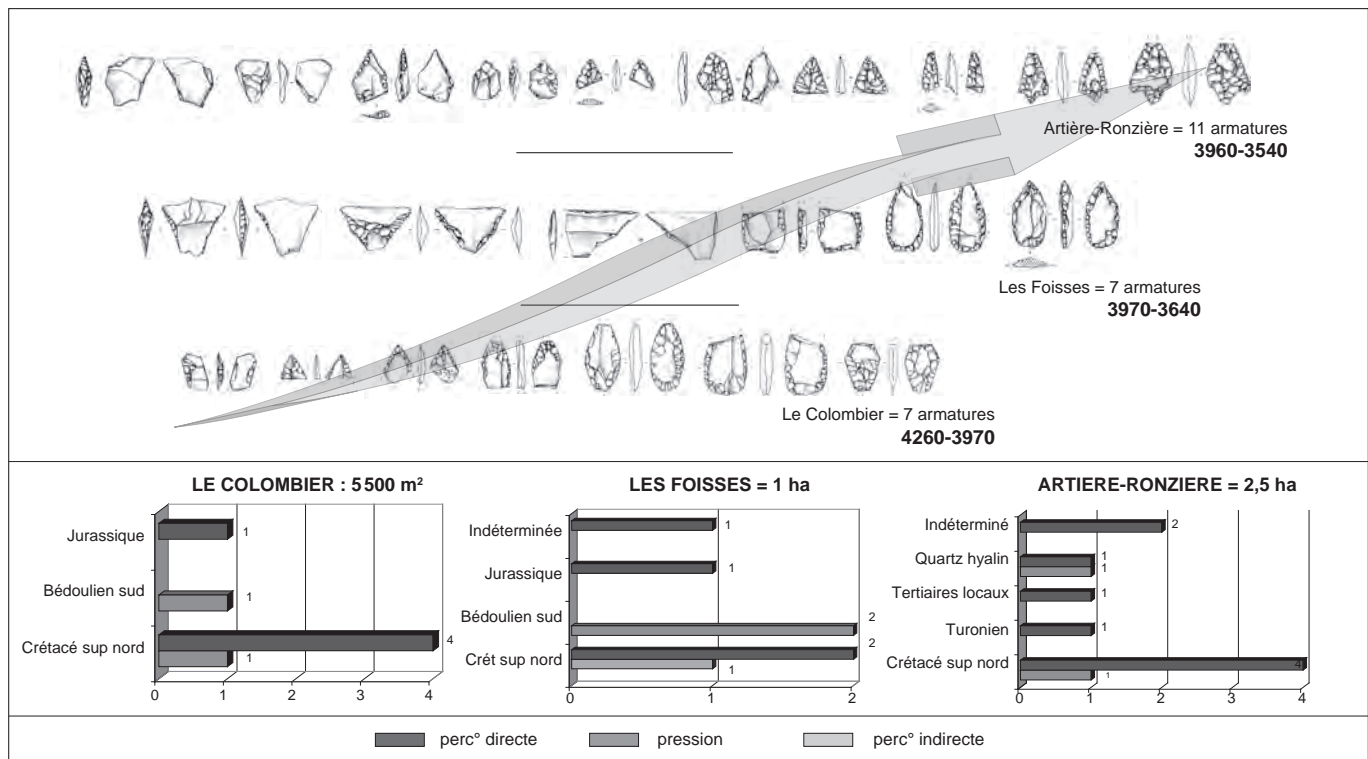 Artière-Ronzière = 11 armatures
3960-3540
Les Foisses = 7 armatures
3970-3640
Le Colombier = 7 armatures
4260-3970
LE COLOMBIER : 5 500 m²
Jurassique
1
Bédoulien sud
1
Crétacé sup nord
4
1
0 1 2 3 4
LES FOISSES = 1 ha
Indéterminée
1
Jurassique
1
Bédoulien sud
2
Crét sup nord
2
1
0 1 2
ARTIERE-RONZIERE = 2,5 ha
Indéterminé
2
Quartz hyalin
1
1
Tertiaires locaux
1
Turonien
1
Crétacé sup nord
4
1
0 1 2 3 4
perc° directe pression perc° indirecte